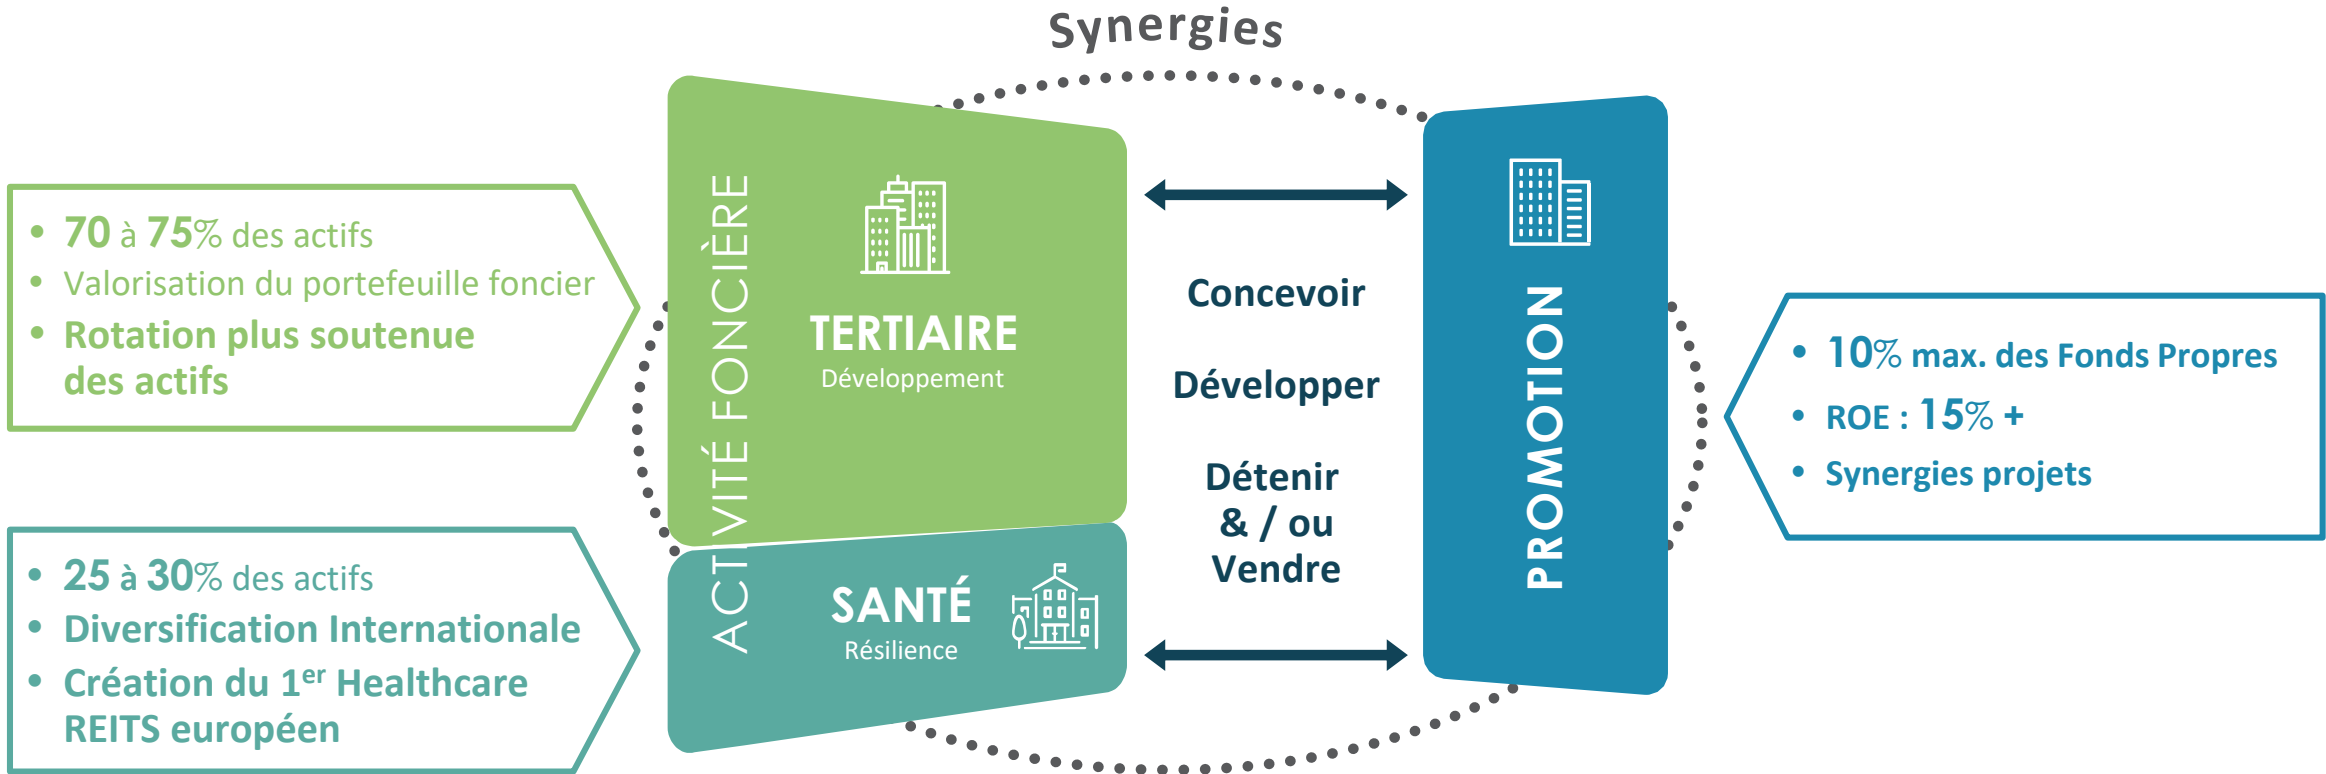 Synergies
• 70 à 75% des actifs
• Valorisation du portefeuille foncier
• Rotation plus soutenue
des actifs
• 25 à 30% des actifs
• Diversification Internationale
• Création du 1er Healthcare
REITS européen
ACTIVITÉ FONCIÈRE
TERTIAIRE
Développement
SANTÉ
Résilience
Concevoir
Développer
Détenir
& / ou
Vendre
PROMOTION
• 10% max. des Fonds Propres
• ROE : 15% +
• Synergies projets